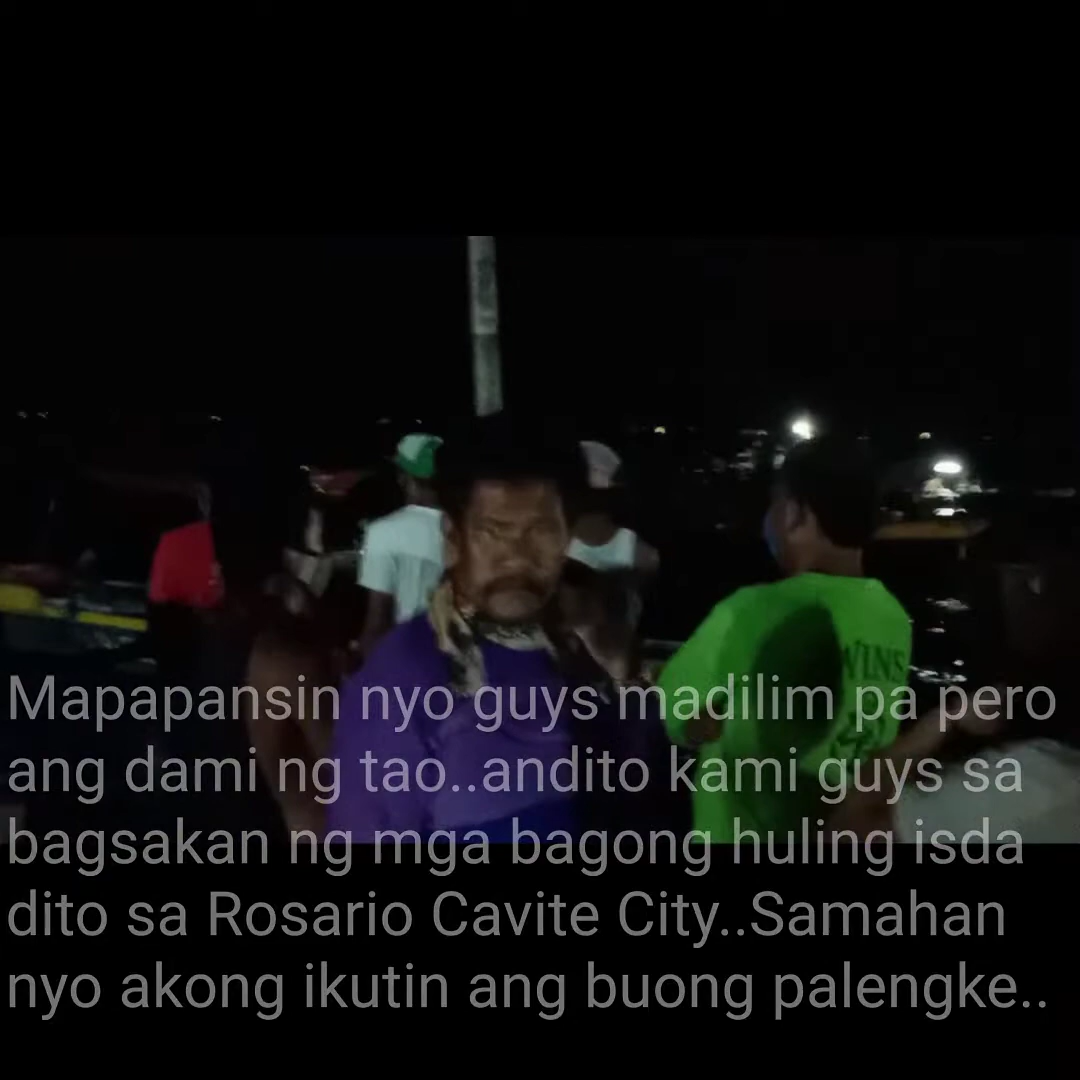 WINS
Mapapansin nyo guys madilim pa pero
ang dami ng tao..andito kami guys sa
bagsakan ng mga bagong huling isda
dito sa Rosario Cavite City..Samahan
nyo akong ikutin ang buong palengke..